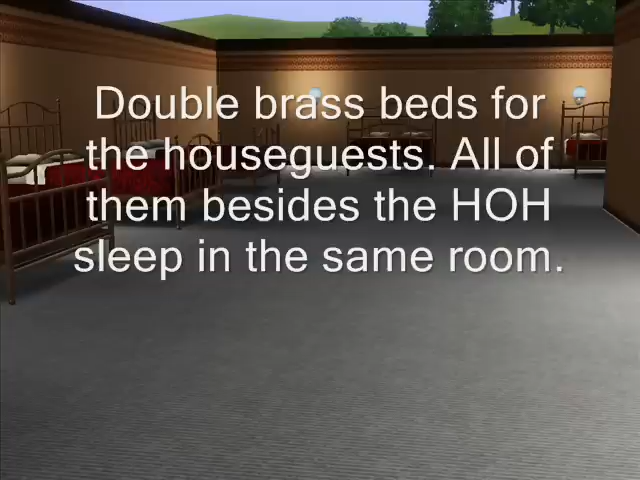 Double brass beds for
the houseguests. All of
them besides the HOH
sleep in the same room.